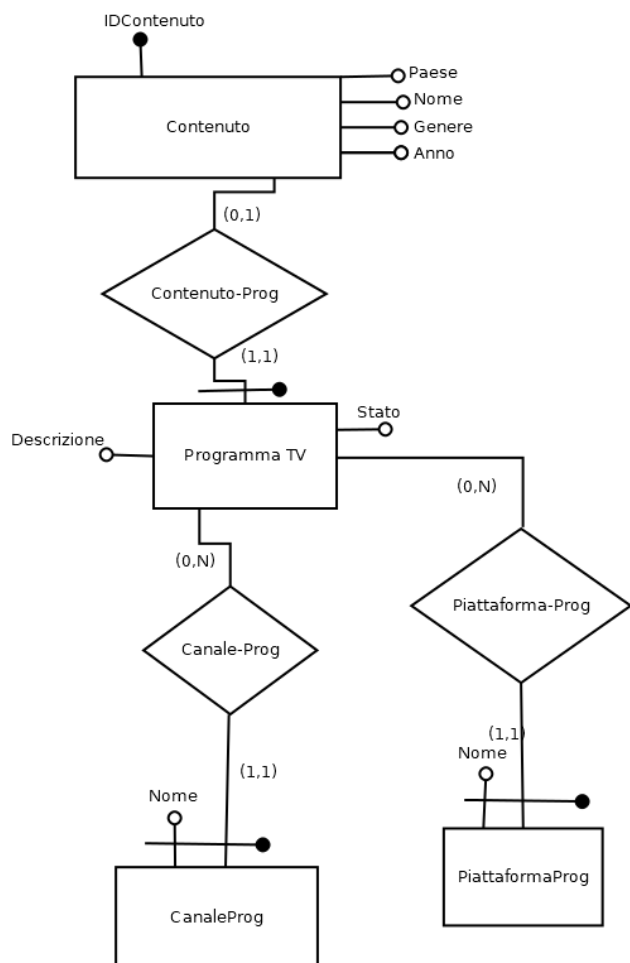 IDContenuto
Paese
Nome
Contenuto
Genere
Anno
(0,1)
Contenuto-Prog
(1,1)
Stato
Descrizione
Programma TV
(0,N)
(0,N)
Piattaforma-Prog
Canale-Prog
(1,1)
Nome
(1,1)
Nome
PiattaformaProg
CanaleProg